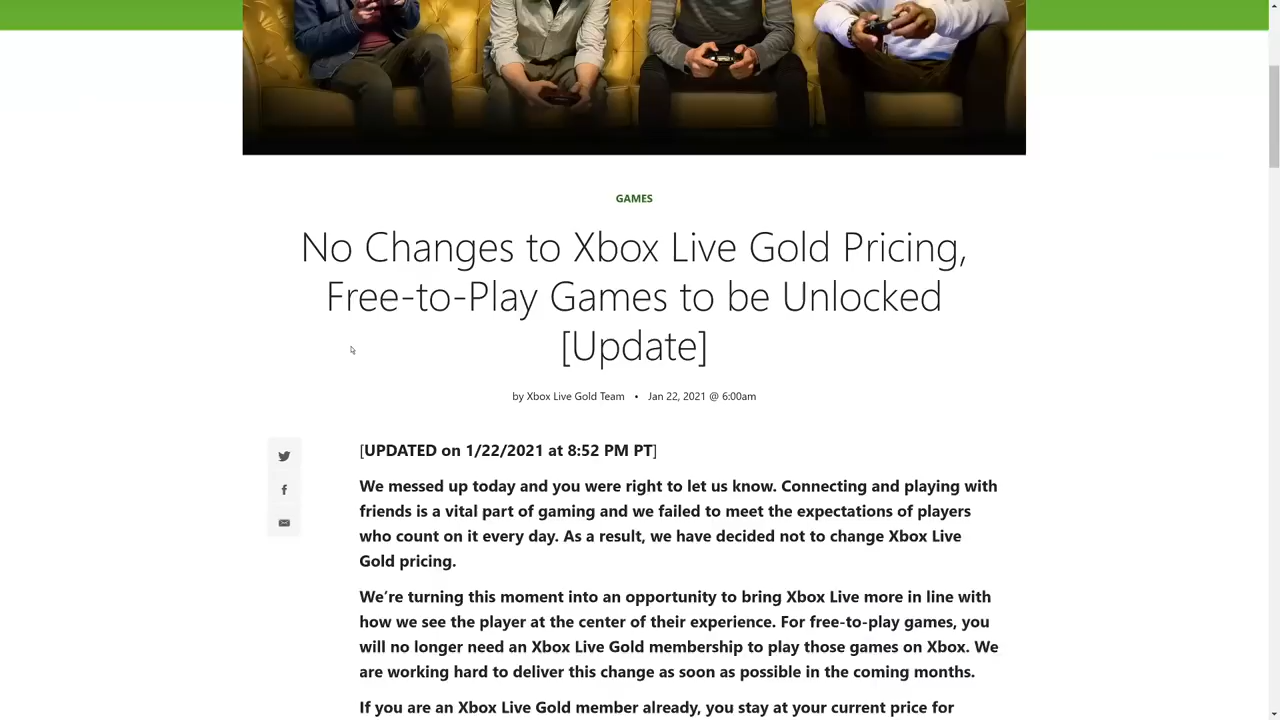 GAMES
No Changes to Xbox Live Gold Pricing,
Free-to-Play Games to be Unlocked
[Update]
by Xbox Live Gold Team • Jan 22, 2021 @ 6:00am
[UPDATED on 1/22/2021 at 8:52 PM PT]
We messed up today and you were right to let us know. Connecting and playing with
friends is a vital part of gaming and we failed to meet the expectations of players
who count on it every day. As a result, we have decided not to change Xbox Live
Gold pricing.
We’re turning this moment into an opportunity to bring Xbox Live more in line with
how we see the player at the center of their experience. For free-to-play games, you
will no longer need an Xbox Live Gold membership to play those games on Xbox. We
are working hard to deliver this change as soon as possible in the coming months.
If you are an Xbox Live Gold member already, you stay at your current price for